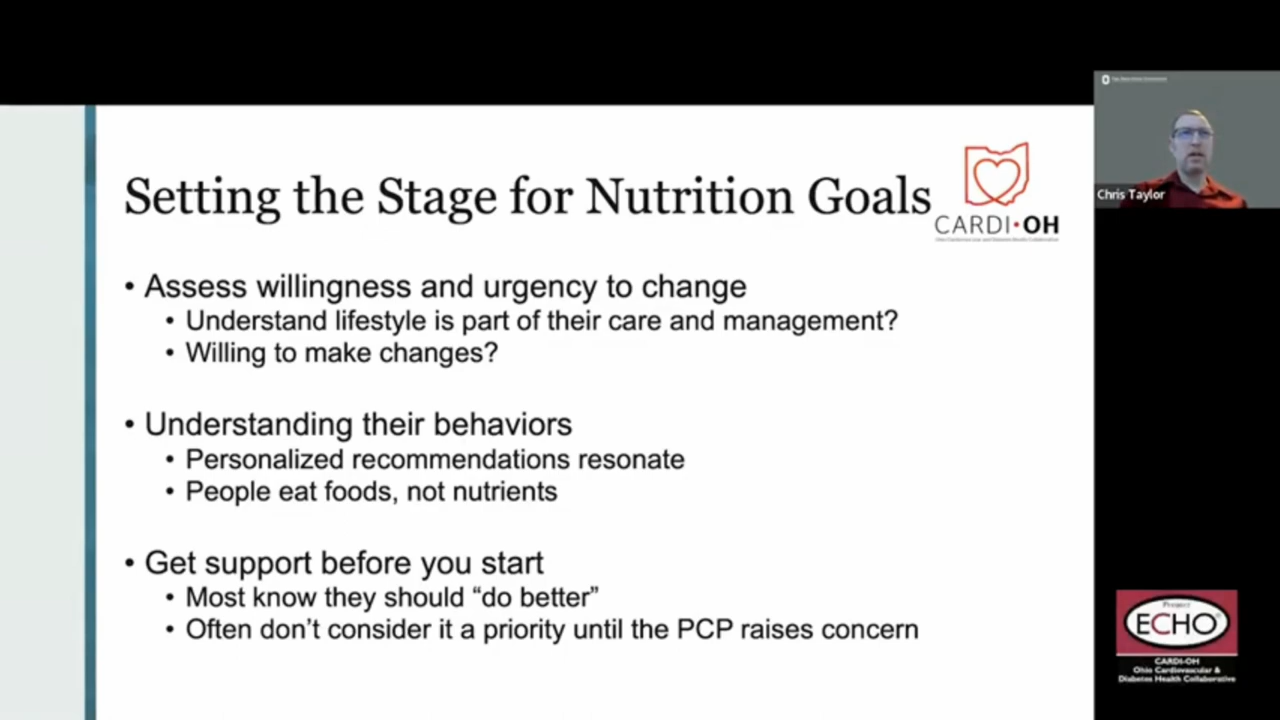 Setting the Stage for Nutrition Goals
CARDI•OH
• Assess willingness and urgency to change
• Understand lifestyle is part of their care and management?
• Willing to make changes?
• Understanding their behaviors
• Personalized recommendations resonate
• People eat foods, not nutrients
• Get support before you start
• Most know they should “do better”
• Often don’t consider it a priority until the PCP raises concern
Chris Taylor
Project
ECHO®
CARDI-OH
Ohio Cardiovascular &
Diabetes Health Collaborative